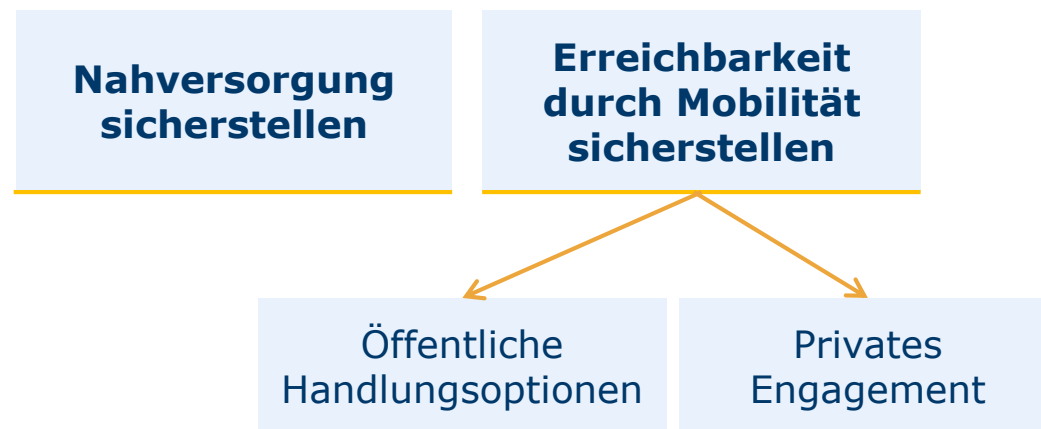 Nahversorgung
sicherstellen
Erreichbarkeit
durch Mobilität
sicherstellen
Öffentliche
Handlungsoptionen
Privates
Engagement